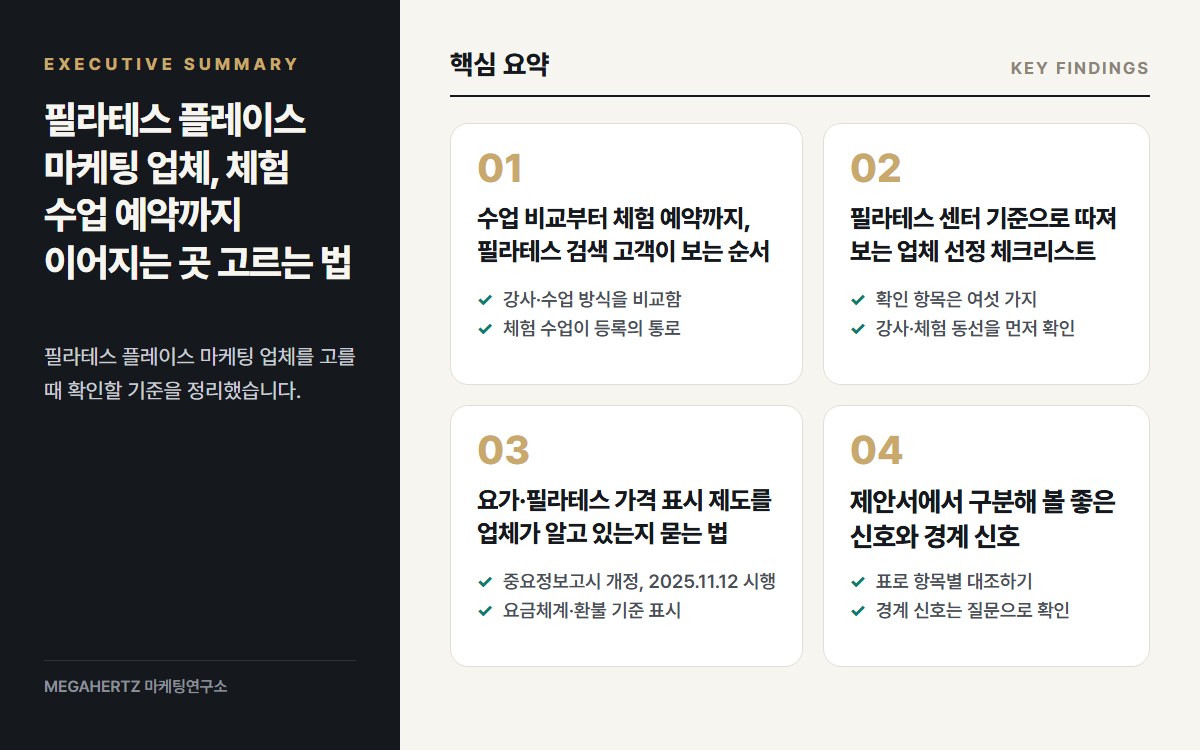 EXECUTIVE SUMMARY
필라테스 플레이스
마케팅 업체, 체험
수업 예약까지
이어지는 곳 고르는 법
필라테스 플레이스 마케팅 업체를 고를
때 확인할 기준을 정리했습니다.
MEGAHERTZ 마케팅연구소
핵심 요약
KEY FINDINGS
01
수업 비교부터 체험 예약까지,
필라테스 검색 고객이 보는 순서
✓ 강사·수업 방식을 비교함
✓ 체험 수업이 등록의 통로
02
필라테스 센터 기준으로 따져
보는 업체 선정 체크리스트
✓ 확인 항목은 여섯 가지
✓ 강사·체험 동선을 먼저 확인
03
요가·필라테스 가격 표시 제도를
업체가 알고 있는지 묻는 법
✓ 중요정보고시 개정, 2025.11.12 시행
✓ 요금체계·환불 기준 표시
04
제안서에서 구분해 볼 좋은
신호와 경계 신호
✓ 표로 항목별 대조하기
✓ 경계 신호는 질문으로 확인